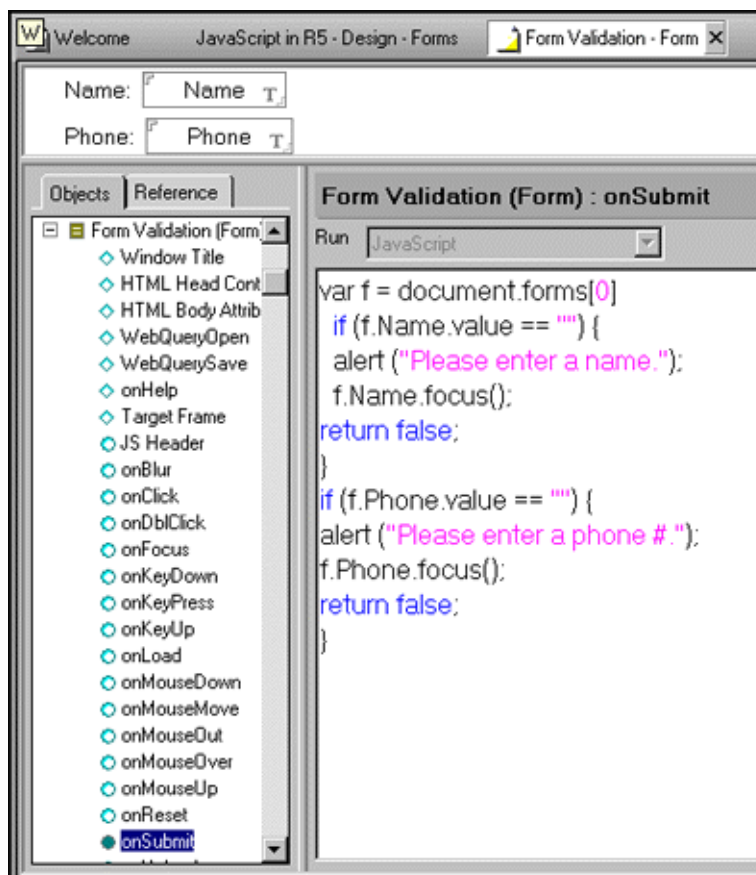 W Welcome JavaScript in R5 - Design - Forms Form Validation - Form
Name: Name T
Phone: Phone T
Objects Reference
Form Validation (Form)
Window Title
HTML Head Cont
HTML Body Attrib
WebQueryOpen
WebQuerySave
onHelp
Target Frame
JS Header
onBlur
onClick
onDblClick
onFocus
onKeyDown
onKeyPress
onKeyUp
onLoad
onMouseDown
onMouseMove
onMouseOut
onMouseOver
onMouseUp
onReset
onSubmit
Form Validation (Form) : onSubmit
Run JavaScript
var f = document.forms[0]
if (f.Name.value == "") {
alert ("Please enter a name.");
f.Name.focus();
return false;
}
if (f.Phone.value == "") {
alert ("Please enter a phone #.");
f.Phone.focus();
return false;
}